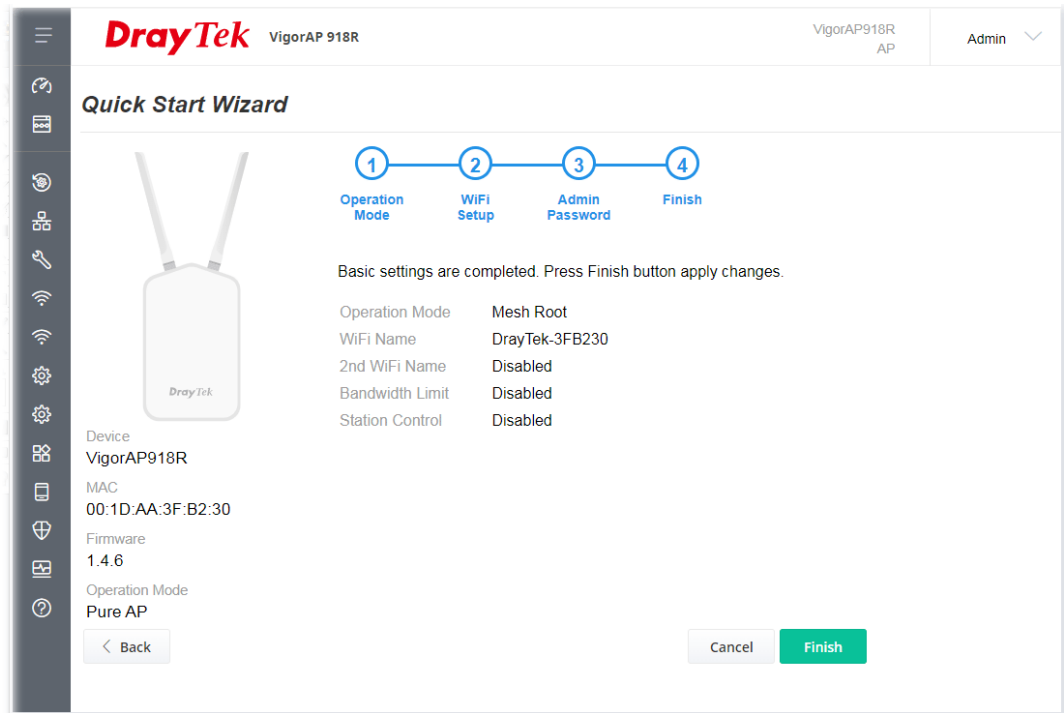 DrayTek VigorAP 918R
VigorAP918R
AP
Admin
Quick Start Wizard
1 2 3 4
Operation Mode
WiFi Setup
Admin Password
Finish
DrayTek
Basic settings are completed. Press Finish button apply changes.
Operation Mode Mesh Root
WiFi Name DrayTek-3FB230
2nd WiFi Name Disabled
Bandwidth Limit Disabled
Station Control Disabled
Device
VigorAP918R
MAC
00:1D:AA:3F:B2:30
Firmware
1.4.6
Operation Mode
Pure AP
Back
Cancel
Finish